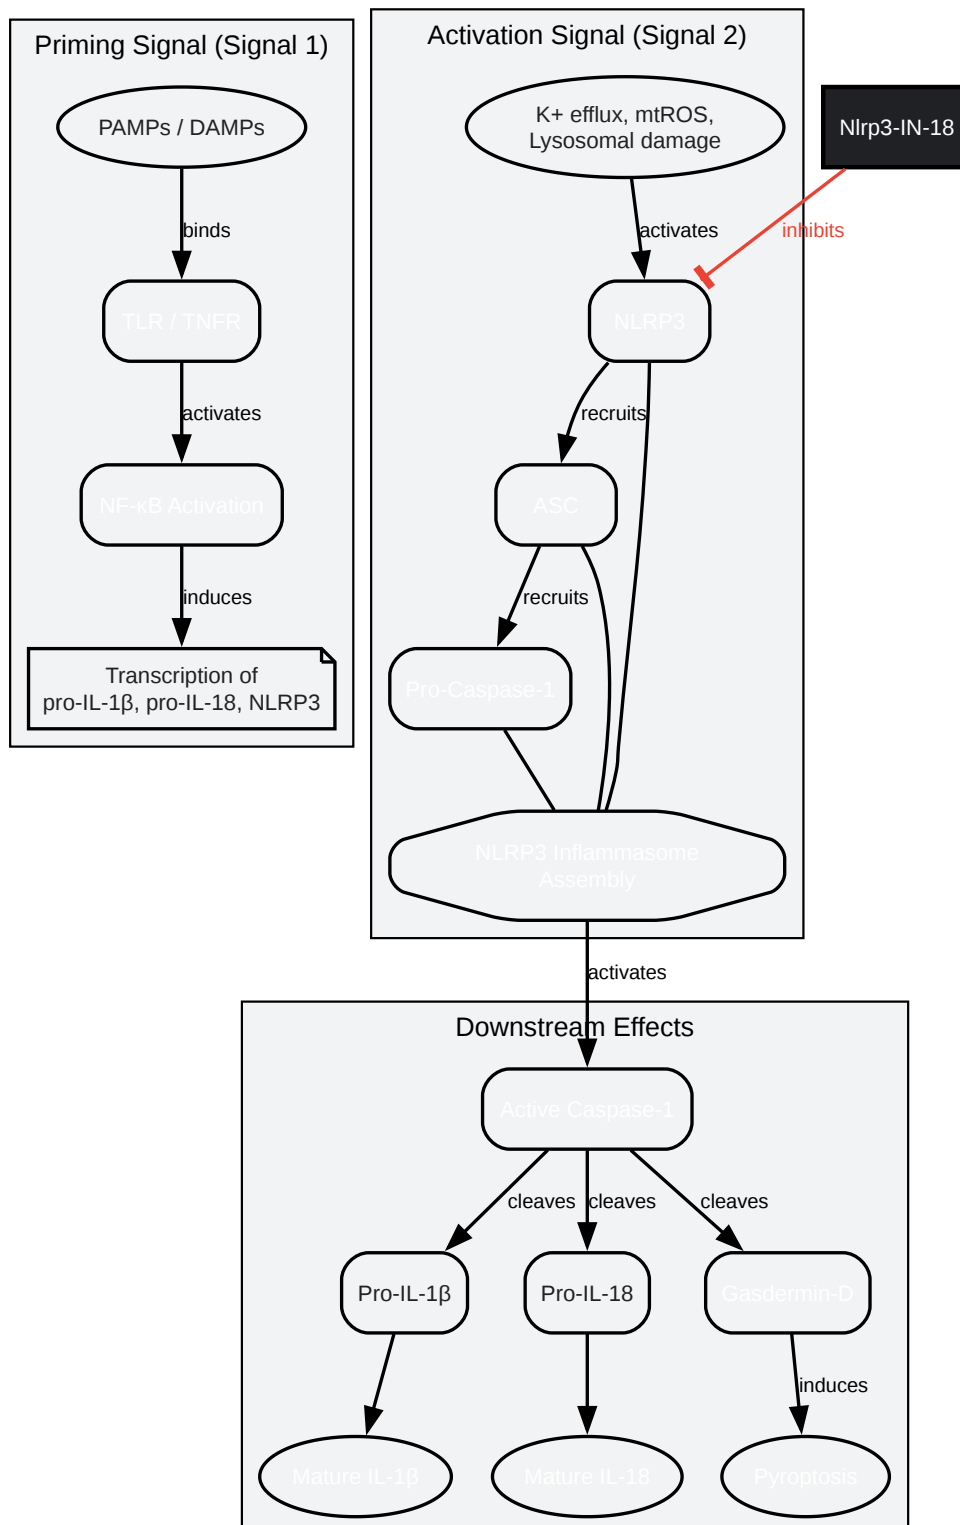 Priming Signal (Signal 1)
PAMPs / DAMPs
binds
TLR / TNFR
activates
NF-κB Activation
induces
Transcription of
pro-IL-1β, pro-IL-18, NLRP3
Activation Signal (Signal 2)
K+ efflux, mtROS,
Lysosomal damage
activates
Nlrp3-IN-18
inhibits
NLRP3
recruits
ASC
recruits
Pro-Caspase-1
NLRP3 Inflammasome
Assembly
activates
Downstream Effects
Active Caspase-1
cleaves
cleaves
cleaves
Pro-IL-1β
Pro-IL-18
Gasdermin-D
induces
Mature IL-1β
Mature IL-18
Pyroptosis